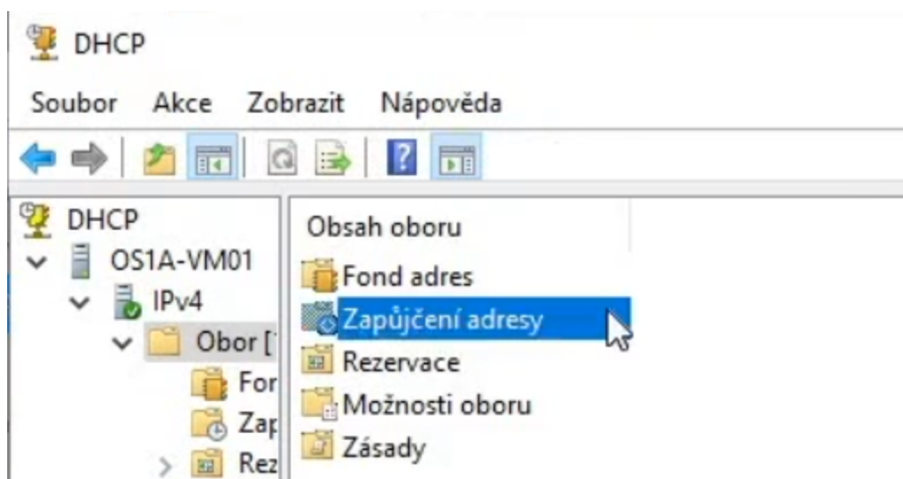 DHCP
Soubor Akce Zobrazit Nápověda
DHCP
OS1A-VM01
IPv4
Obor [
For
Zap
Rez
Obsah oboru
Fond adres
Zapůjčení adresy
Rezervace
Možnosti oboru
Zásady